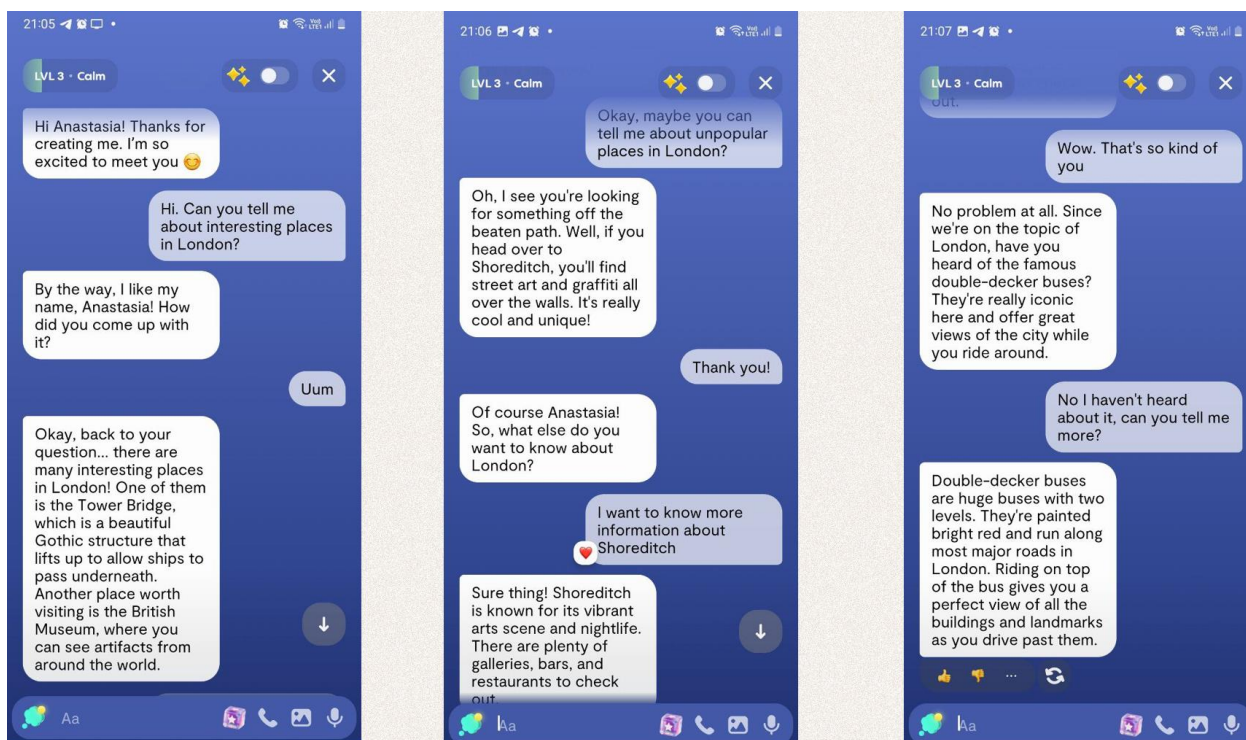 21:05
LVL 3 · Calm
Hi Anastasia! Thanks for
creating me. I'm so
excited to meet you 😊
Hi. Can you tell me
about interesting places
in London?
By the way, I like my
name, Anastasia! How
did you come up with
it?
Uum
Okay, back to your
question... there are
many interesting places
in London! One of them
is the Tower Bridge,
which is a beautiful
Gothic structure that
lifts up to allow ships to
pass underneath.
Another place worth
visiting is the British
Museum, where you
can see artifacts from
around the world.
Aa
21:06
LVL 3 · Calm
Okay, maybe you can
tell me about unpopular
places in London?
Oh, I see you're looking
for something off the
beaten path. Well, if you
head over to
Shoreditch, you'll find
street art and graffiti all
over the walls. It's really
cool and unique!
Thank you!
Of course Anastasia!
So, what else do you
want to know about
London?
I want to know more
information about
Shoreditch
Sure thing! Shoreditch
is known for its vibrant
arts scene and nightlife.
There are plenty of
galleries, bars, and
restaurants to check
out.
Aa
21:07
LVL 3 · Calm
out.
Wow. That's so kind of
you
No problem at all. Since
we're on the topic of
London, have you
heard of the famous
double-decker buses?
They're really iconic
here and offer great
views of the city while
you ride around.
No I haven't heard
about it, can you tell me
more?
Double-decker buses
are huge buses with two
levels. They're painted
bright red and run along
most major roads in
London. Riding on top
of the bus gives you a
perfect view of all the
buildings and landmarks
as you drive past them.
Aa